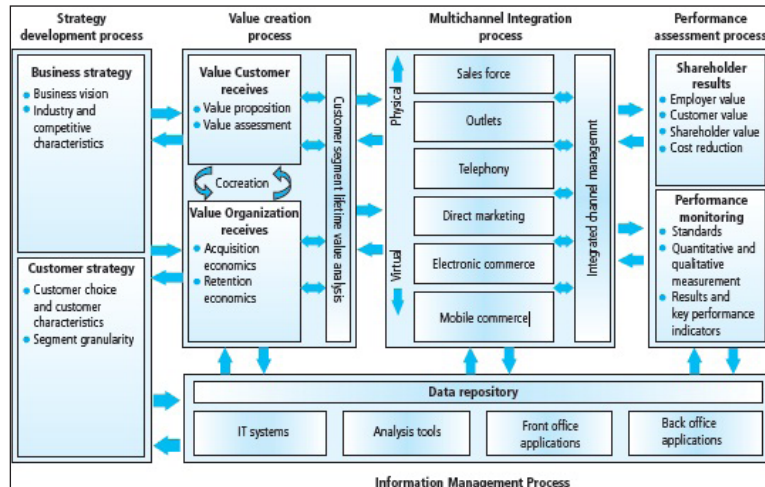 Strategy
development process
Business strategy
Business vision
Industry and
competitive
characteristics
Customer strategy
Customer choice
and customer
characteristics
Segment granularity
Value creation
process
Value Customer
receives
Value proposition
Value assessment
Cocreation
Value Organization
receives
Acquisition
economics
Retention
economics
Customer segment lifetime value analysis
Multichannel Integration
process
Physical
Virtual
Sales force
Outlets
Telephony
Direct marketing
Electronic commerce
Mobile commerce
Integrated channel managemnt
Performance
assessment process
Shareholder
results
Employer value
Customer value
Shareholder value
Cost reduction
Performance
monitoring
Standards
Quantitative and
qualitative
measurement
Results and
key performance
indicators
Data repository
IT systems
Analysis tools
Front office
applications
Back office
applications
Information Management Process